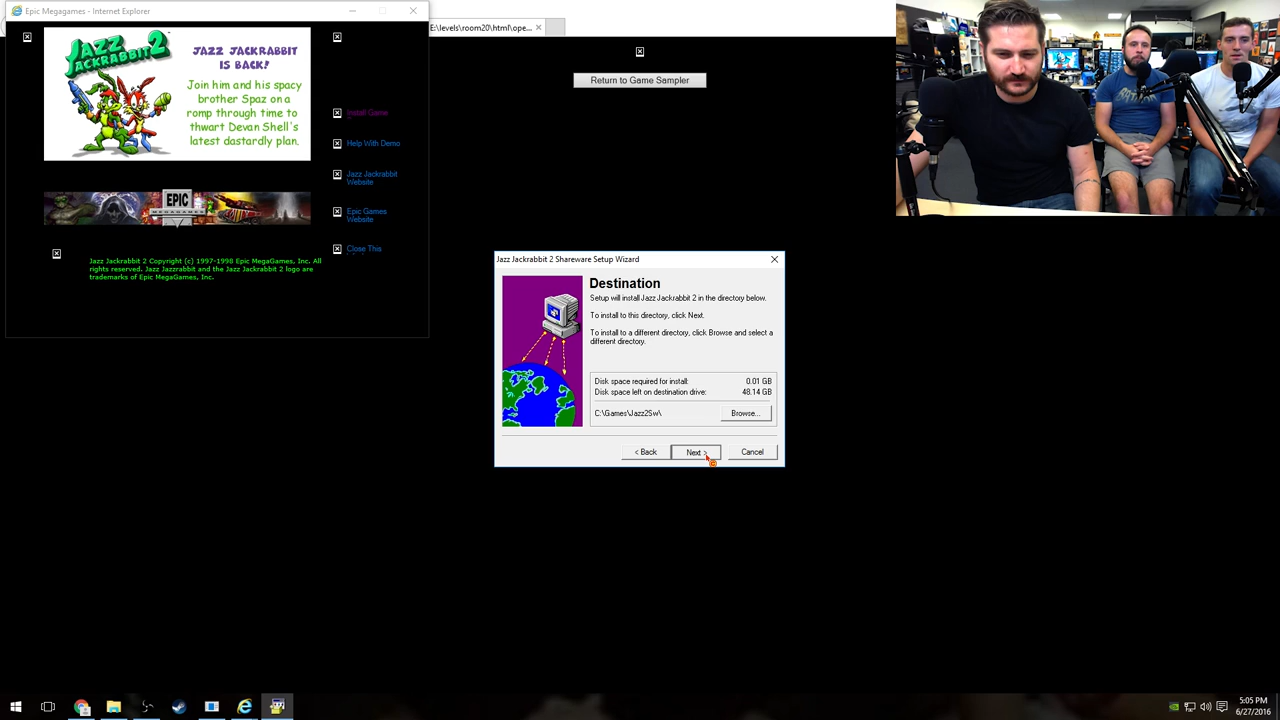 Epic Megagames - Internet Explorer
E:\levels\room20\html\ope...
JAZZ
JACKRABBIT 2
JAZZ JACKRABBIT
IS BACK!
Join him and his spacy
brother Spaz on a
romp through time to
thwart Devan Shell's
latest dastardly plan.
Install Game
Help With Demo
Jazz Jackrabbit
Website
Epic Games
Website
Close This
EPIC
MEGAGAMES
Jazz Jackrabbit 2 Copyright (c) 1997-1998 Epic MegaGames, Inc. All
rights reserved. Jazz Jazzrabbit and the Jazz Jackrabbit 2 logo are
trademarks of Epic MegaGames, Inc.
Return to Game Sampler
Jazz Jackrabbit 2 Shareware Setup Wizard
Destination
Setup will install Jazz Jackrabbit 2 in the directory below.
To install to this directory, click Next.
To install to a different directory, click Browse and select a
different directory.
Disk space required for install: 0.01 GB
Disk space left on destination drive: 48.14 GB
C:\Games\Jazz2Sw\ Browse...
< Back Next > Cancel
5:05 PM
6/27/2016